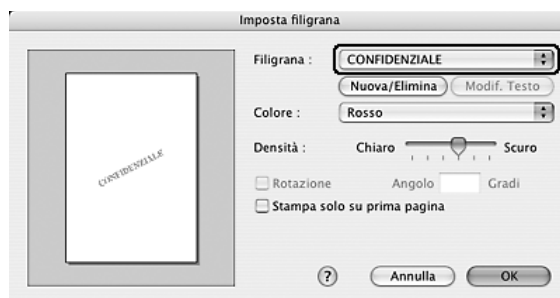 Imposta filigrana
CONFIDENZIALE
Filigrana : CONFIDENZIALE
Nuova/Elimina Modif. Testo
Colore : Rosso
Densità : Chiaro Scuro
Rotazione Angolo Gradi
Stampa solo su prima pagina
? Annulla OK